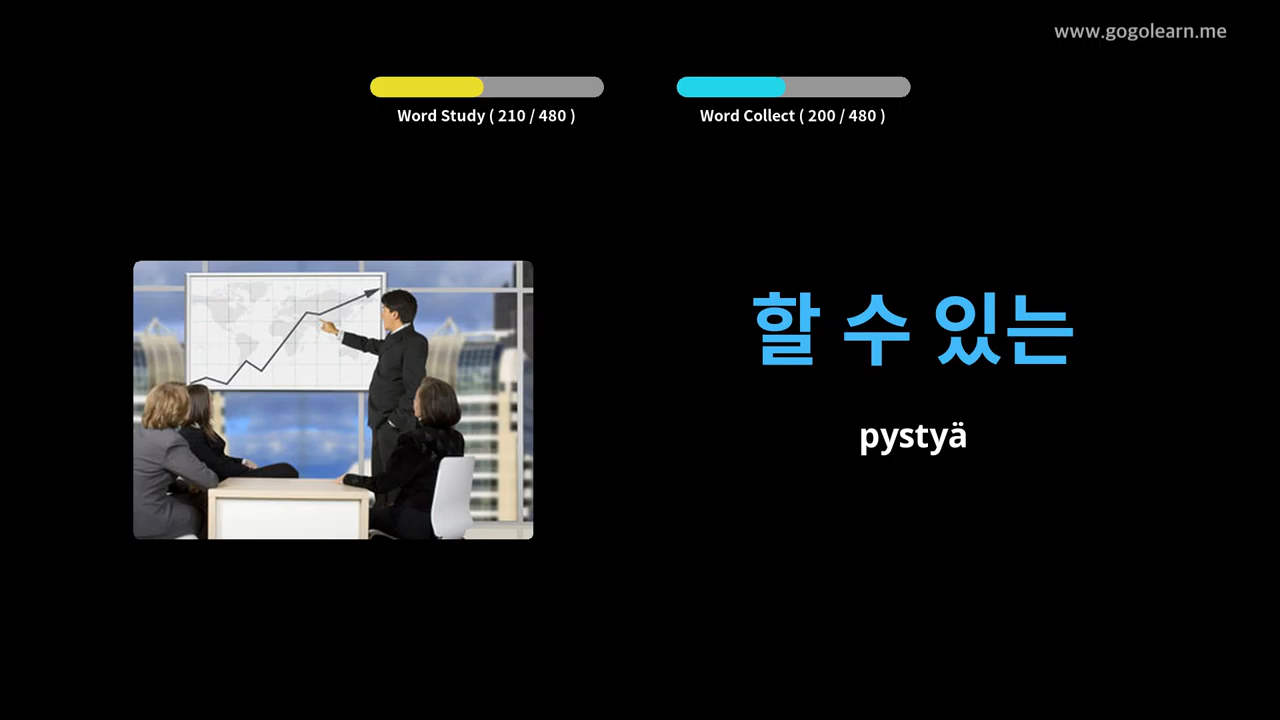 www.gogolearn.me
Word Study ( 210 / 480 )
Word Collect ( 200 / 480 )
할 수 있는
pystyä